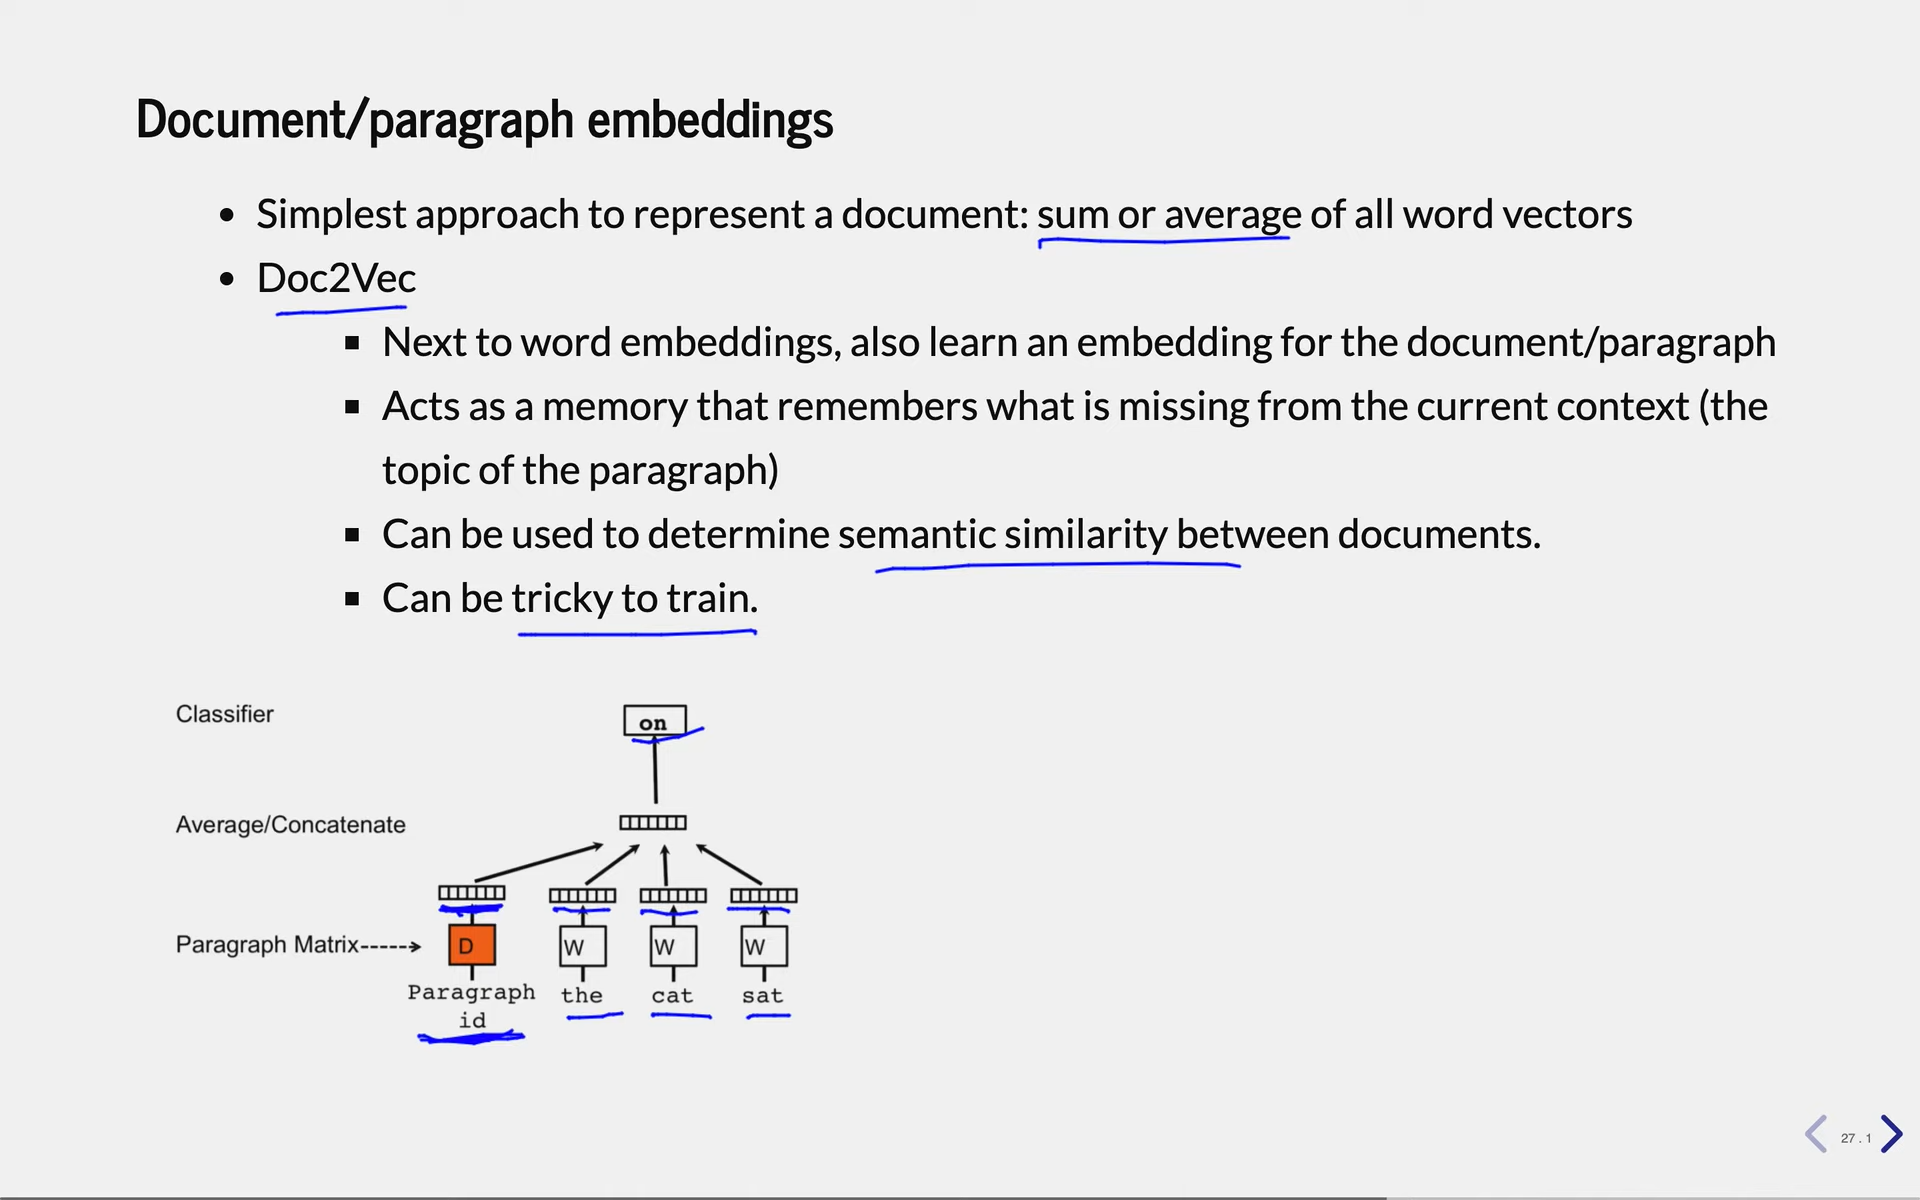 Document/paragraph embeddings
Simplest approach to represent a document: sum or average of all word vectors
Doc2Vec
Next to word embeddings, also learn an embedding for the document/paragraph
Acts as a memory that remembers what is missing from the current context (the
topic of the paragraph)
Can be used to determine semantic similarity between documents.
Can be tricky to train.
Classifier
on
Average/Concatenate
Paragraph Matrix----->
D W W W
Paragraph the cat sat
id
27 . 1